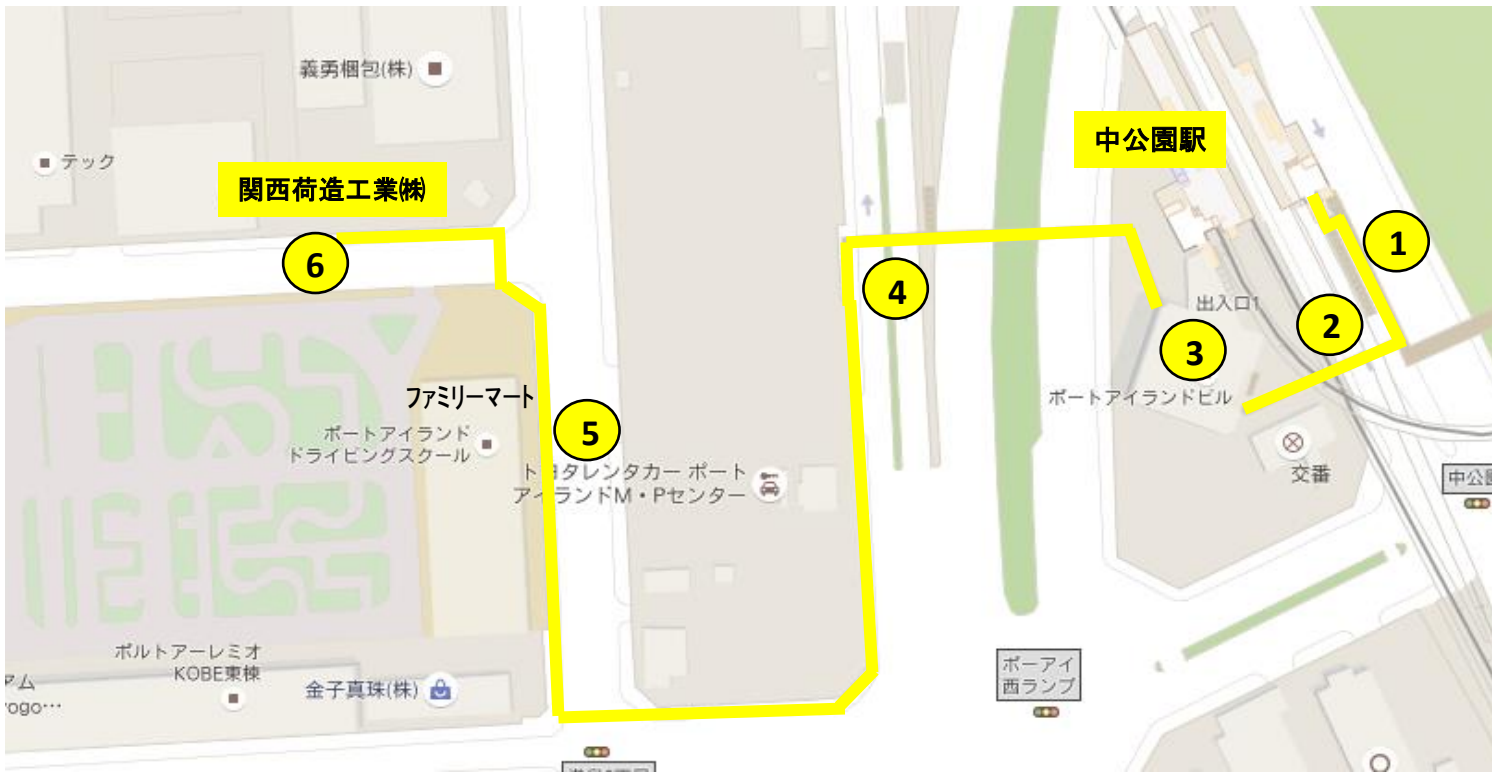 義勇梱包(株)
中公園駅
テック
関西荷造工業㈱
1
6
4
出入口1
2
3
ファミリーマート
ポートアイランドビル
ポートアイランド
ドライビングスクール
5
トヨタレンタカー ポート
アイランドM・Pセンター
交番
中公園
ポルトアーレミオ
KOBE東棟
ポーアイ
西ランプ
アム
金子真珠(株)
ogo…